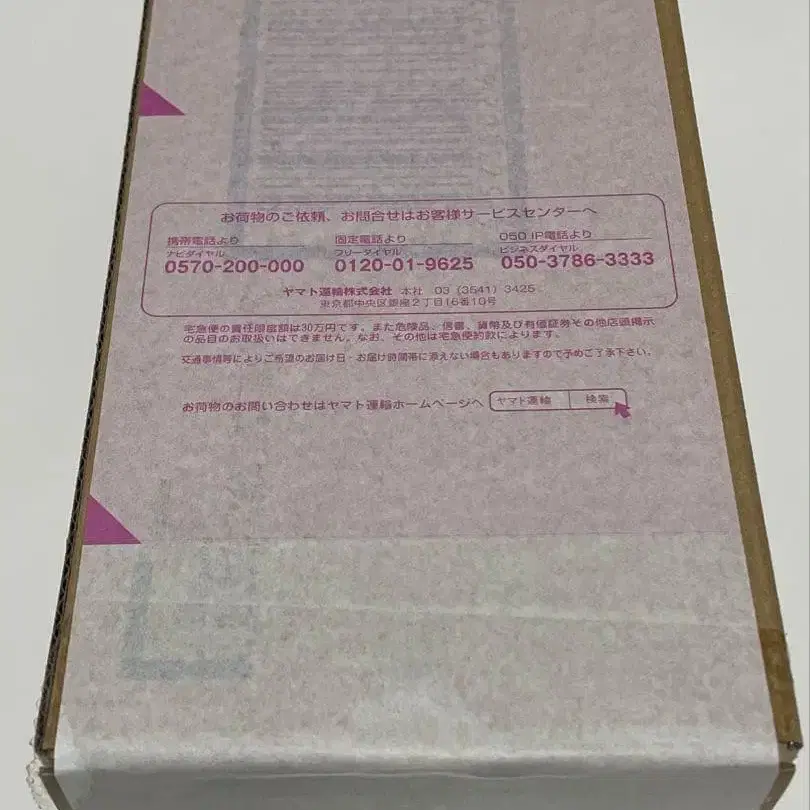 お荷物のご依頼、お問合せはお客様サービスセンターへ
携帯電話より 固定電話より 050 IP電話より
ナビダイヤル フリーダイヤル ビジネスダイヤル
0570-200-000 0120-01-9625 050-3786-3333
ヤマト運輸株式会社 本社 03（3541）3425
東京都中央区銀座2丁目16番10号
宅急便の責任限度額は30万円です。また危険品、信書、貨幣及び有価証券その他店頭掲示
の品目のお取扱いはできません。なお、その他は宅急便約款によります。
交通事情等によりご希望のお届け日・お届け時間帯に添えない場合もありますので予めご了承下さい。
お荷物のお問い合わせはヤマト運輸ホームページへ ヤマト運輸 検索